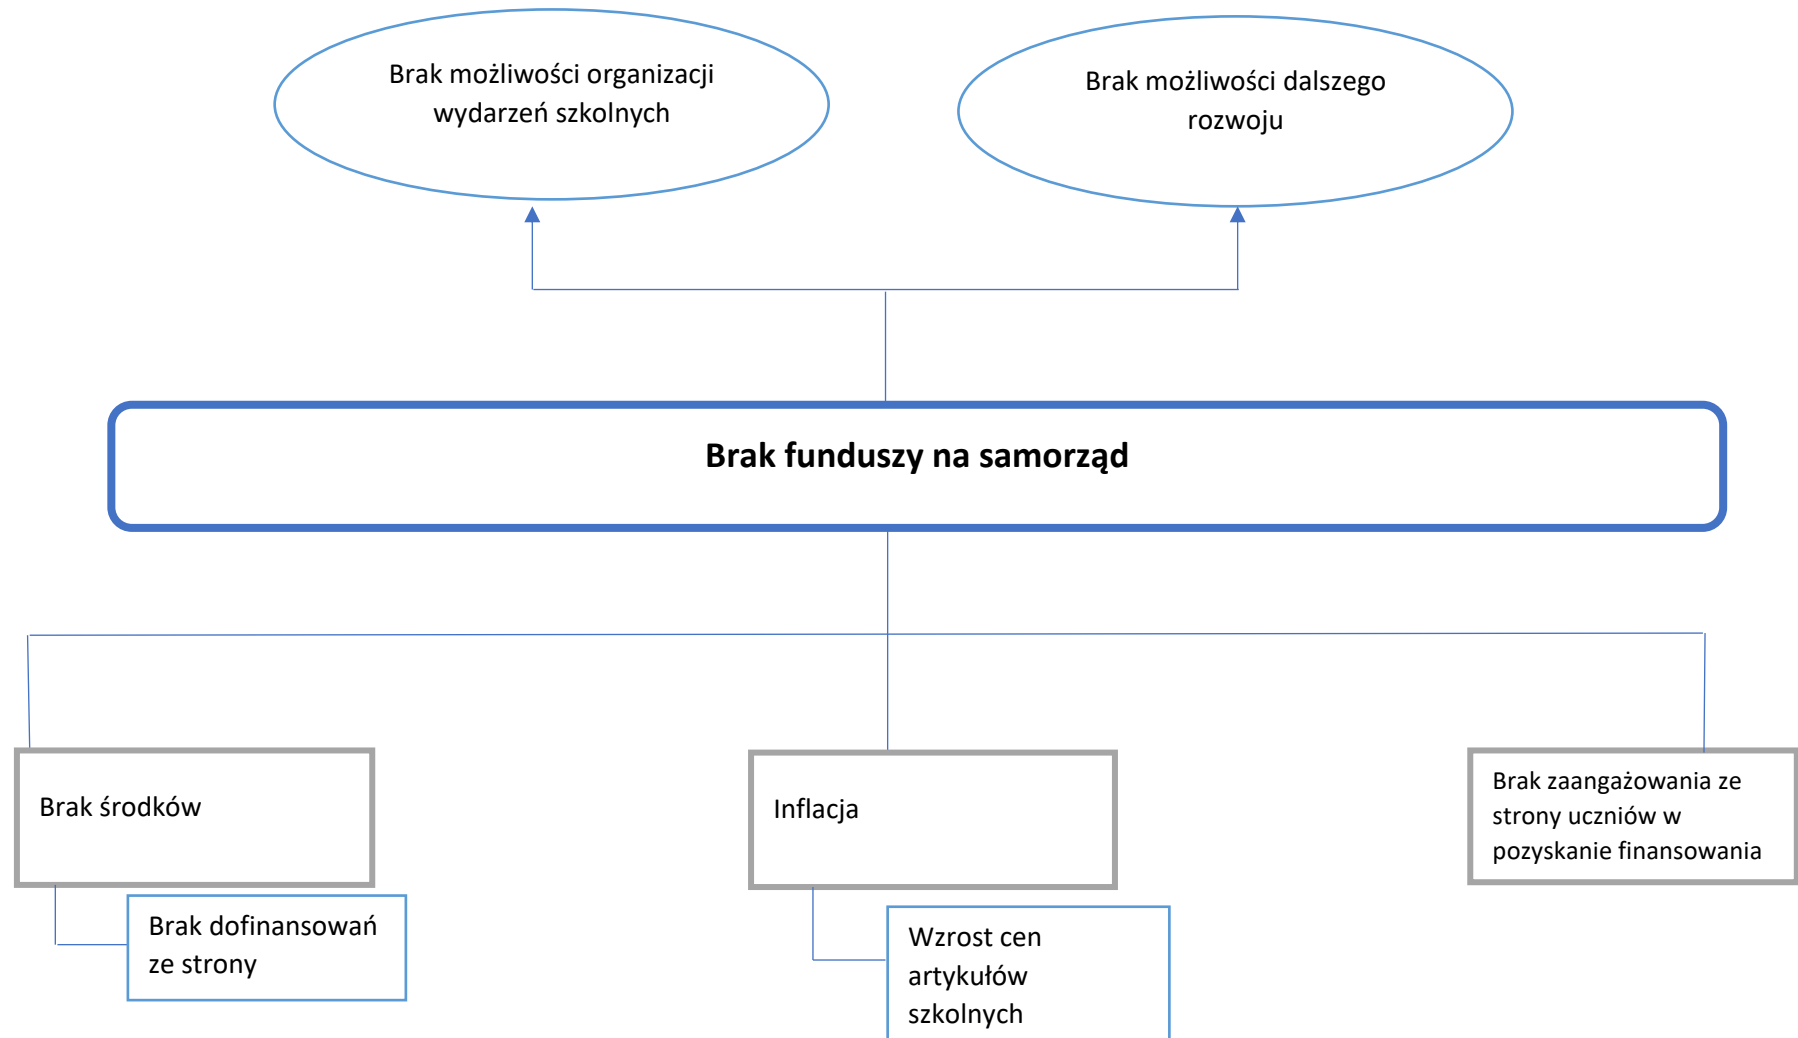 Brak możliwości organizacji
wydarzeń szkolnych
Brak możliwości dalszego
rozwoju
Brak funduszy na samorząd
Brak środków
Inflacja
Brak zaangażowania ze
strony uczniów w
pozyskanie finansowania
Brak dofinansowań
ze strony
Wzrost cen
artykułów
szkolnych